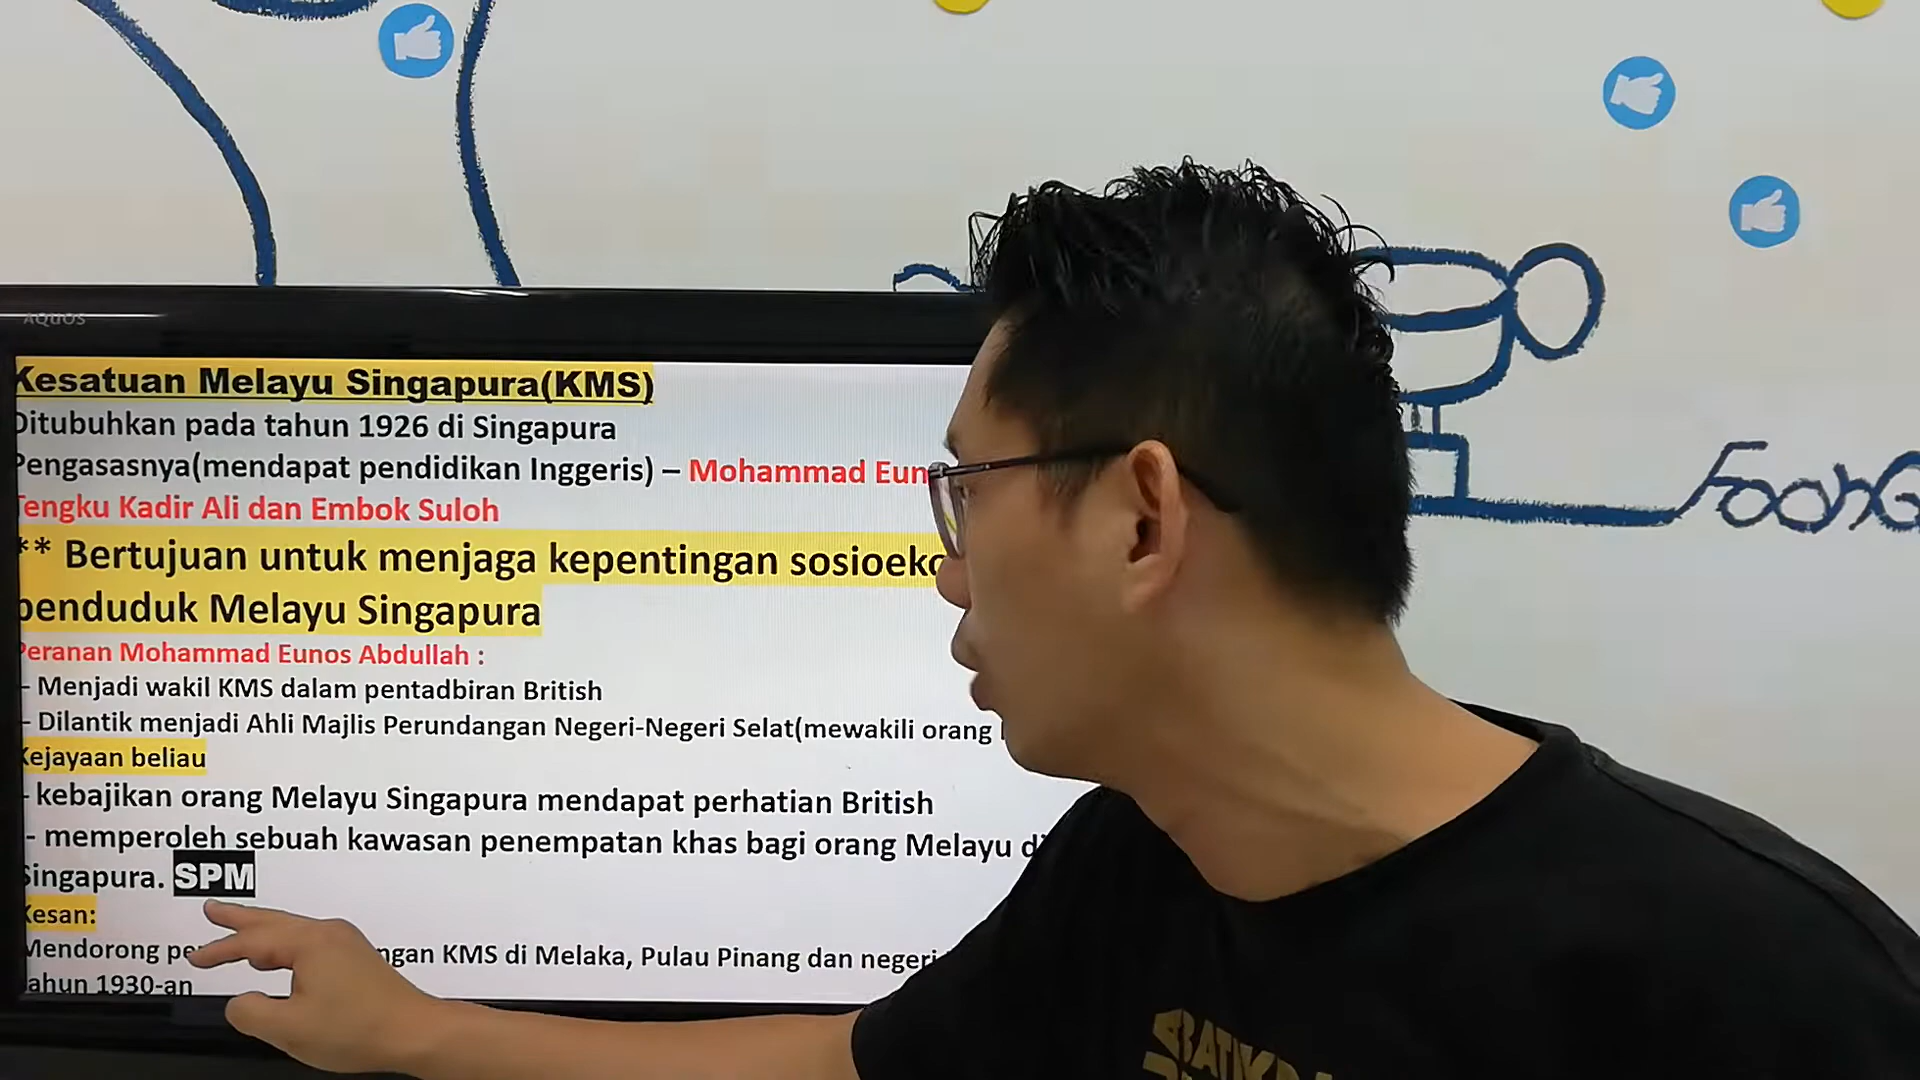 AQUOS
Kesatuan Melayu Singapura(KMS)
Ditubuhkan pada tahun 1926 di Singapura
Pengasasnya(mendapat pendidikan Inggeris) – Mohammad
Tengku Kadir Ali dan Embok Suloh
** Bertujuan untuk menjaga kepentingan
penduduk Melayu Singapura
Peranan Mohammad Eunos Abdullah :
- Menjadi wakil KMS dalam pentadbiran British
- Dilantik menjadi Ahli Majlis Perundangan Negeri-Negeri Selat(mewakili orang
Kejayaan beliau
- kebajikan orang Melayu Singapura mendapat perhatian British
- memperoleh sebuah kawasan penempatan khas bagi orang Melayu di
Singapura. SPM
Kesan:
Mendorong KMS di Melaka, Pulau Pinang dan negeri
tahun 1930-an
FoonG